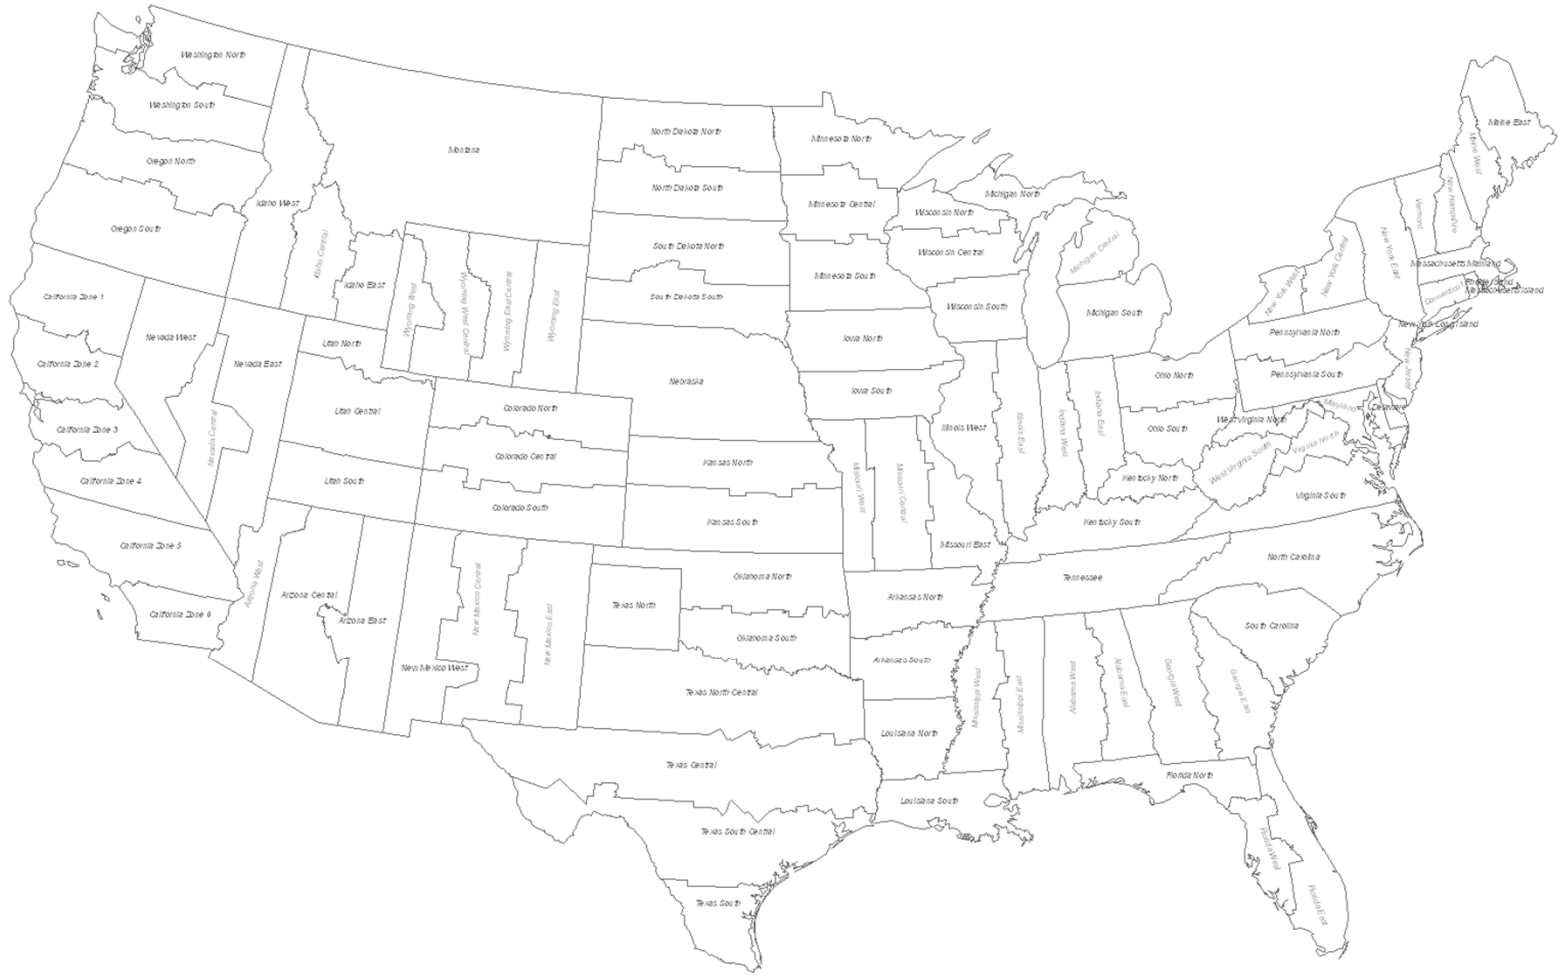 Washington North
Washington South
Oregon North
Oregon South
Idaho West
Idaho Central
Idaho East
Montana
North Dakota North
North Dakota South
South Dakota North
South Dakota South
Minnesota North
Minnesota Central
Minnesota South
Wisconsin North
Wisconsin Central
Wisconsin South
Michigan North
Michigan Central
Michigan South
Maine East
Maine West
New Hampshire
Vermont
New York East
New York Central
New York West
Massachusetts Mainland
Rhode Island
Massachusetts Island
Connecticut
New York Long Island
California Zone 1
California Zone 2
California Zone 3
California Zone 4
California Zone 5
California Zone 6
Nevada West
Nevada Central
Nevada East
Utah North
Utah Central
Utah South
Wyoming West
Wyoming West Central
Wyoming East Central
Wyoming East
Colorado North
Colorado Central
Colorado South
Nebraska
Kansas North
Kansas South
Iowa North
Iowa South
Missouri West
Missouri Central
Missouri East
Illinois West
Illinois East
Indiana West
Indiana East
Ohio North
Ohio South
Pennsylvania North
Pennsylvania South
New Jersey
Maryland
Delaware
West Virginia North
West Virginia South
Virginia North
Virginia South
Kentucky North
Kentucky South
Tennessee
North Carolina
South Carolina
Arizona West
Arizona Central
Arizona East
New Mexico West
New Mexico Central
New Mexico East
Texas North
Oklahoma North
Oklahoma South
Texas North Central
Texas Central
Texas South Central
Texas South
Arkansas North
Arkansas South
Louisiana North
Louisiana South
Mississippi West
Mississippi East
Alabama West
Alabama East
Georgia West
Georgia East
Florida North
Florida West
Florida East